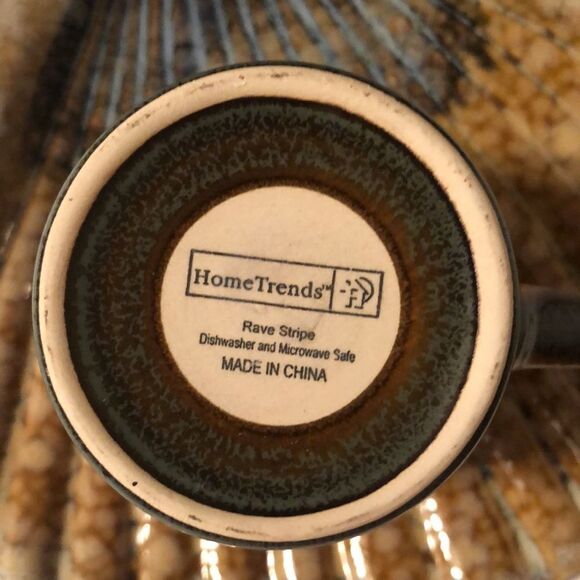 HomeTrends™
Rave Stripe
Dishwasher and Microwave Safe
MADE IN CHINA